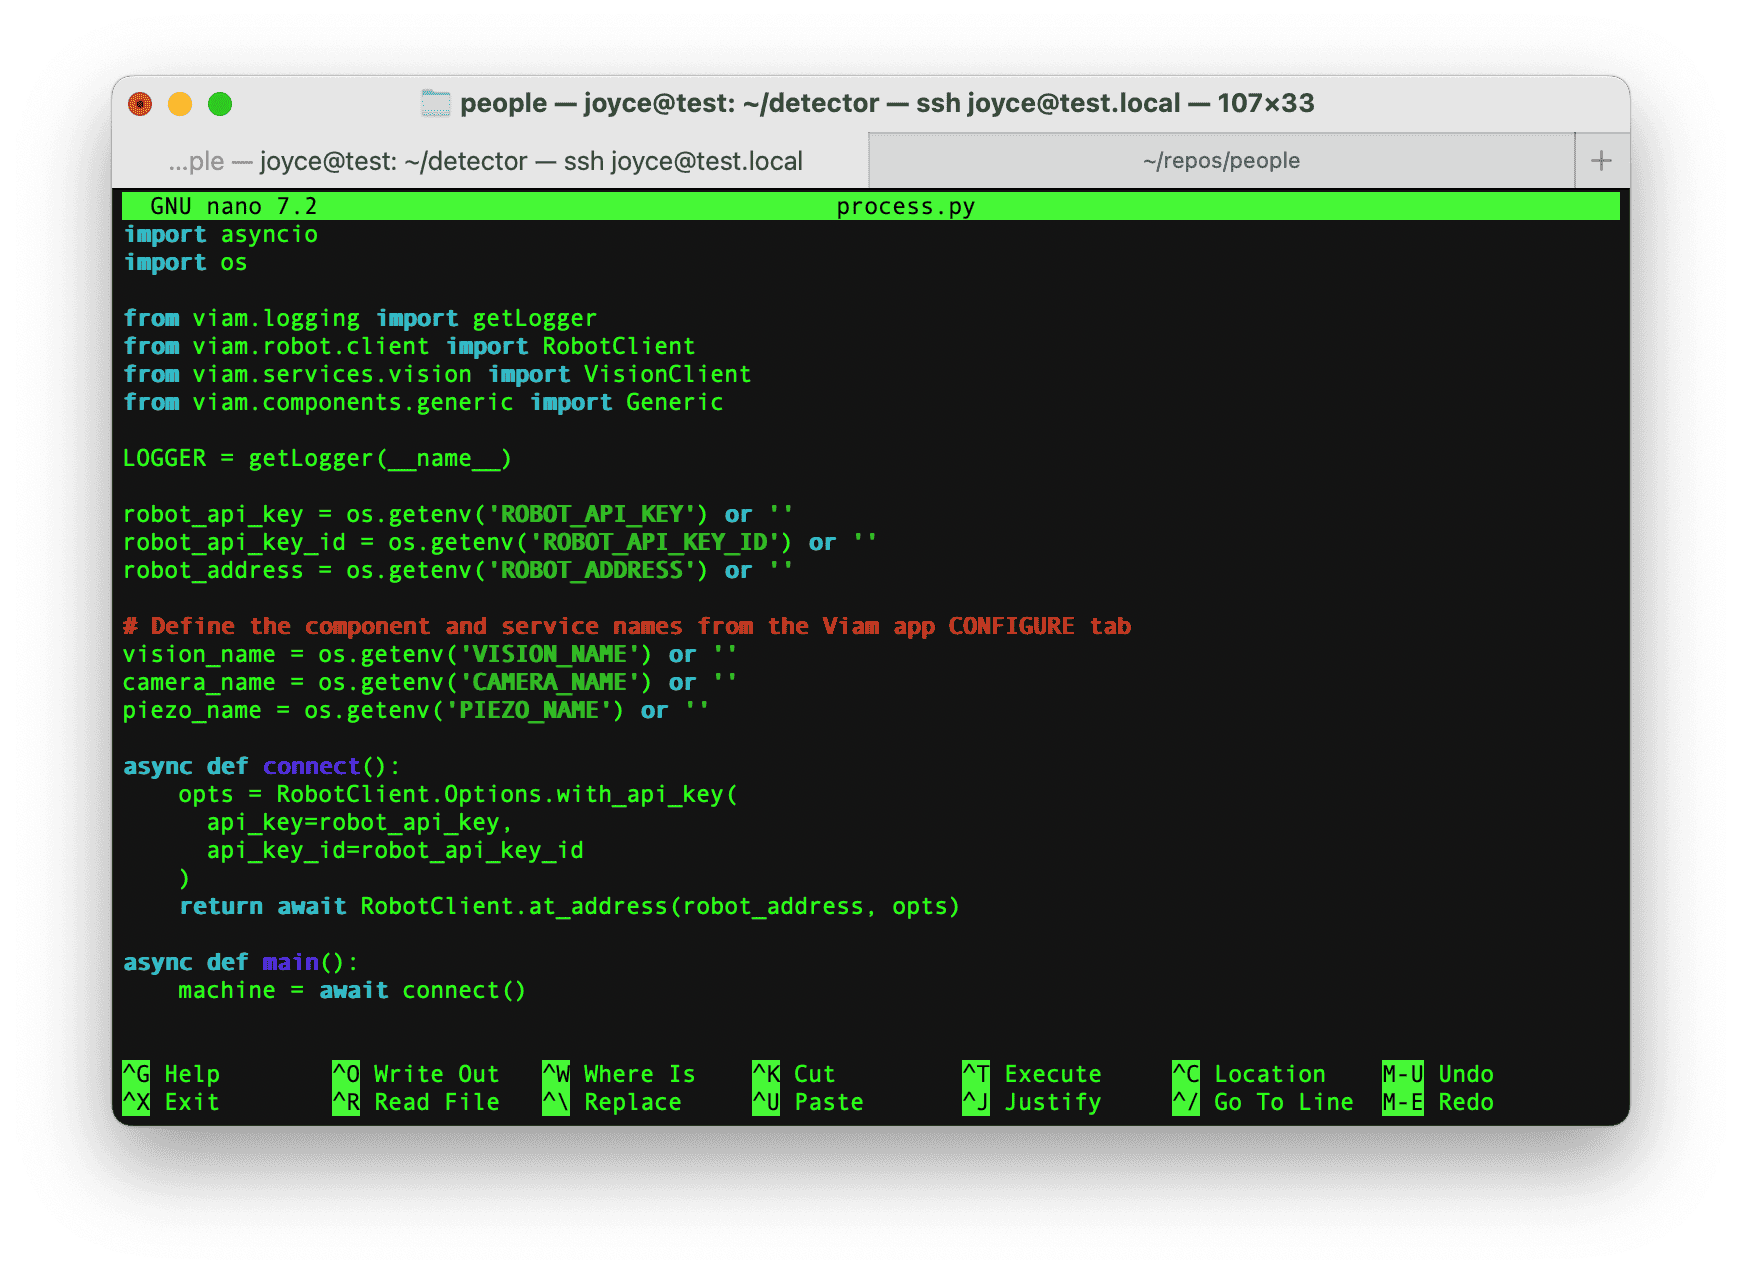 people — joyce@test: ~/detector — ssh joyce@test.local — 107×33
...ple — joyce@test: ~/detector — ssh joyce@test.local ~/repos/people +
GNU nano 7.2 process.py
import asyncio
import os

from viam.logging import getLogger
from viam.robot.client import RobotClient
from viam.services.vision import VisionClient
from viam.components.generic import Generic

LOGGER = getLogger(__name__)

robot_api_key = os.getenv('ROBOT_API_KEY') or ''
robot_api_key_id = os.getenv('ROBOT_API_KEY_ID') or ''
robot_address = os.getenv('ROBOT_ADDRESS') or ''

# Define the component and service names from the Viam app CONFIGURE tab
vision_name = os.getenv('VISION_NAME') or ''
camera_name = os.getenv('CAMERA_NAME') or ''
piezo_name = os.getenv('PIEZO_NAME') or ''

async def connect():
    opts = RobotClient.Options.with_api_key(
      api_key=robot_api_key,
      api_key_id=robot_api_key_id
    )
    return await RobotClient.at_address(robot_address, opts)

async def main():
    machine = await connect()

^G Help ^O Write Out ^W Where Is ^K Cut ^T Execute ^C Location M-U Undo
^X Exit ^R Read File ^\ Replace ^U Paste ^J Justify ^/ Go To Line M-E Redo